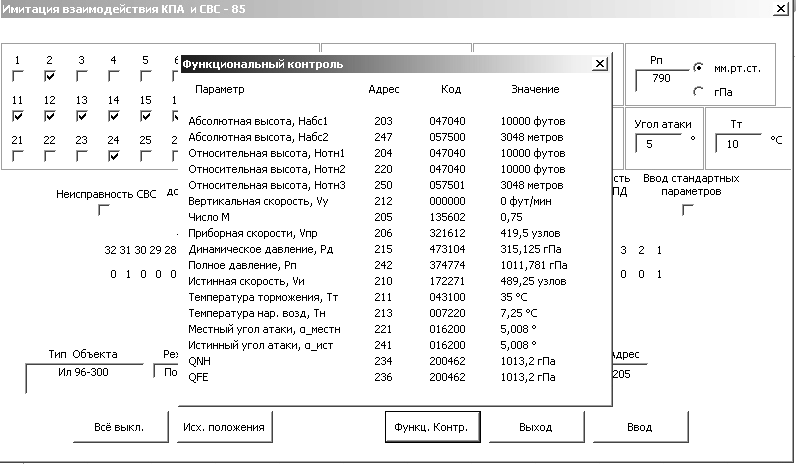 Имитация взаимодействия КПА и СВС - 85
1 2 3 4 5
11 12 13 14 15
21 22 23 24 25
Рп
790
мм.рт.ст.
гПа
Угол атаки
5 °
Тт
10 °C
Неисправность СВС
Ввод стандартных
параметров
32 31 30 29 28
3 2 1
0 1 0 0 0
0 0 1
Тип Объекта
Ил 96-300
205
Функциональный контроль
Параметр Адрес Код Значение
Абсолютная высота, Набс1 203 047040 10000 футов
Абсолютная высота, Набс2 247 057500 3048 метров
Относительная высота, Нотн1 204 047040 10000 футов
Относительная высота, Нотн2 220 047040 10000 футов
Относительная высота, Нотн3 250 057501 3048 метров
Вертикальная скорость, Vy 212 000000 0 фут/мин
Число М 205 135602 0,75
Приборная скорости, Vпр 206 321612 419,5 узлов
Динамическое давление, Рд 215 473104 315,125 гПа
Полное давление, Рп 242 374774 1011,781 гПа
Истинная скорость, Vи 210 172271 489,25 узлов
Температура торможения, Тт 211 043100 35 °C
Температура нар. возд, Тн 213 007220 7,25 °C
Местный угол атаки, α_местн 221 016200 5,008 °
Истинный угол атаки, α_ист 241 016200 5,008 °
QNH 234 200462 1013,2 гПа
QFE 236 200462 1013,2 гПа
Всё выкл. Исх. положения Функц. Контр. Выход Ввод